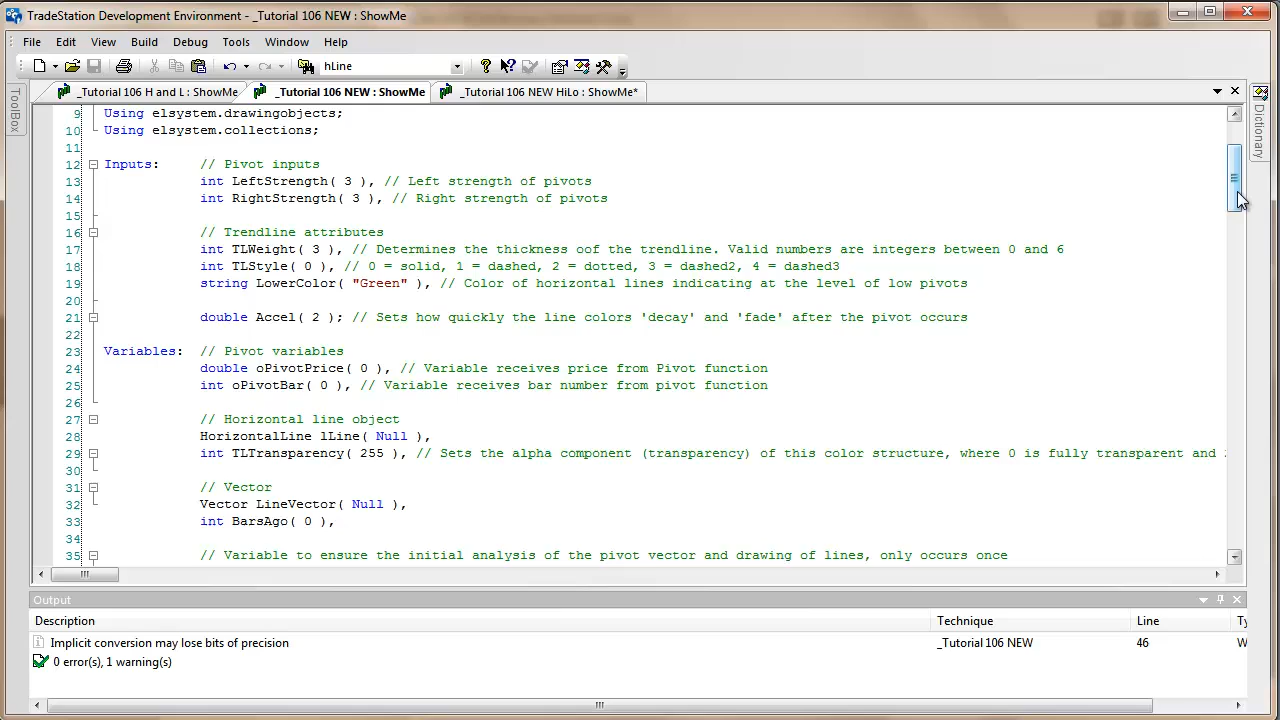 TradeStation Development Environment - _Tutorial 106 NEW : ShowMe
File Edit View Build Debug Tools Window Help
hLine
_Tutorial 106 H and L : ShowMe _Tutorial 106 NEW : ShowMe _Tutorial 106 NEW HiLo : ShowMe*
ToolBox
Dictionary
9 Using elsystem.drawingobjects;
10 Using elsystem.collections;
11
12 Inputs: // Pivot inputs
13 int LeftStrength( 3 ), // Left strength of pivots
14 int RightStrength( 3 ), // Right strength of pivots
15
16 // Trendline attributes
17 int TLWeight( 3 ), // Determines the thickness oof the trendline. Valid numbers are integers between 0 and 6
18 int TLStyle( 0 ), // 0 = solid, 1 = dashed, 2 = dotted, 3 = dashed2, 4 = dashed3
19 string LowerColor( "Green" ), // Color of horizontal lines indicating at the level of low pivots
20
21 double Accel( 2 ); // Sets how quickly the line colors 'decay' and 'fade' after the pivot occurs
22
23 Variables: // Pivot variables
24 double oPivotPrice( 0 ), // Variable receives price from Pivot function
25 int oPivotBar( 0 ), // Variable receives bar number from pivot function
26
27 // Horizontal line object
28 HorizontalLine lLine( Null ),
29 int TLTransparency( 255 ), // Sets the alpha component (transparency) of this color structure, where 0 is fully transparent and
30
31 // Vector
32 Vector LineVector( Null ),
33 int BarsAgo( 0 ),
34
35 // Variable to ensure the initial analysis of the pivot vector and drawing of lines, only occurs once
Output
Description Technique Line Ty
Implicit conversion may lose bits of precision _Tutorial 106 NEW 46 W
0 error(s), 1 warning(s)